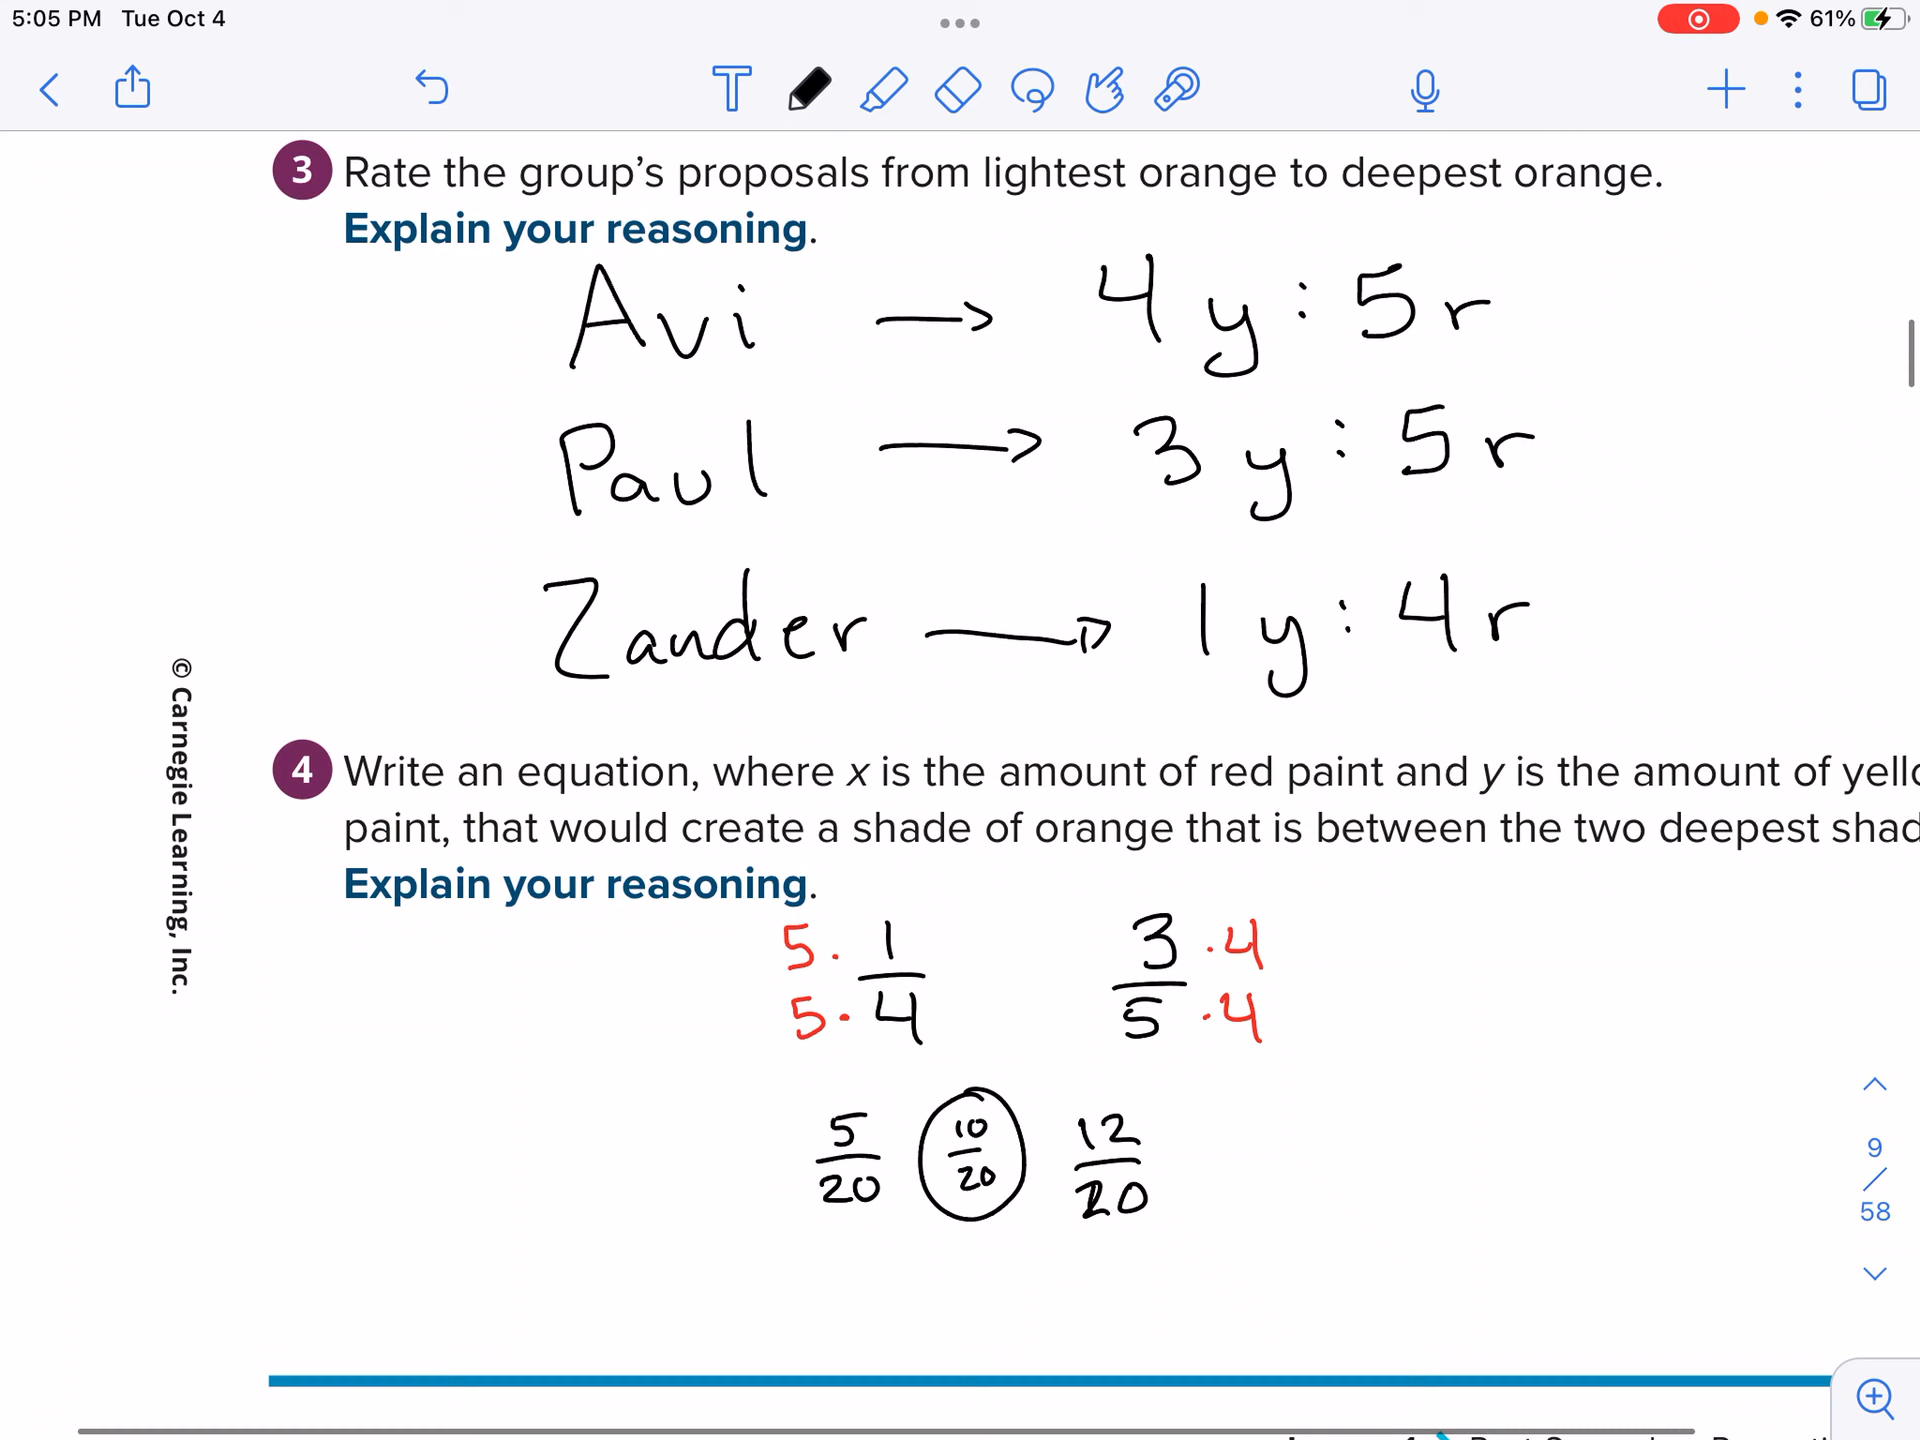 5:05 PM Tue Oct 4
61%
3 Rate the group's proposals from lightest orange to deepest orange.
Explain your reasoning.
Avi → 4y : 5r
Paul → 3y : 5r
Zander → 1y : 4r
© Carnegie Learning, Inc.
4 Write an equation, where x is the amount of red paint and y is the amount of yello
paint, that would create a shade of orange that is between the two deepest shad
Explain your reasoning.
5 · 1 3 · 4
5 · 4 5 · 4
5 10 12
20 20 20
9
/
58